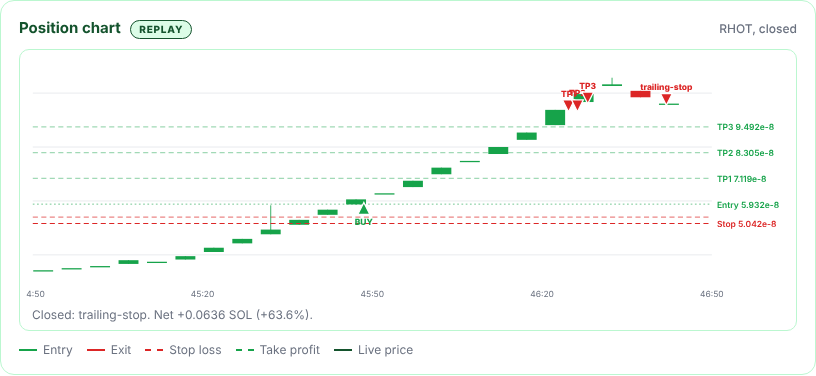 Position chart REPLAY RHOT, closed
TP3
trailing-stop
TP3 9.492e-8
TP2 8.305e-8
TP1 7.119e-8
Entry 5.932e-8
BUY
Stop 5.042e-8
4:50 45:20 45:50 46:20 46:50
Closed: trailing-stop. Net +0.0636 SOL (+63.6%).
Entry Exit Stop loss Take profit Live price